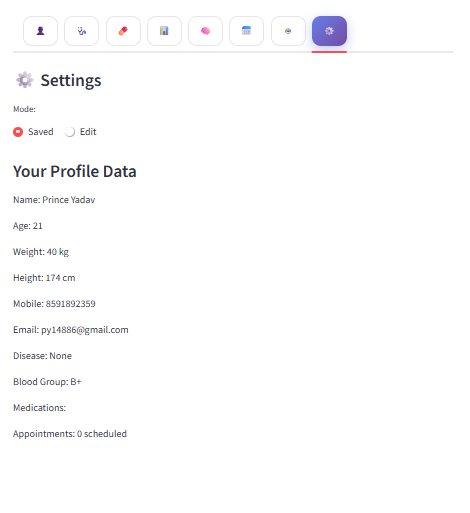 Settings
Mode:
Saved Edit
Your Profile Data
Name: Prince Yadav
Age: 21
Weight: 40 kg
Height: 174 cm
Mobile: 8591892359
Email: py14886@gmail.com
Disease: None
Blood Group: B+
Medications:
Appointments: 0 scheduled